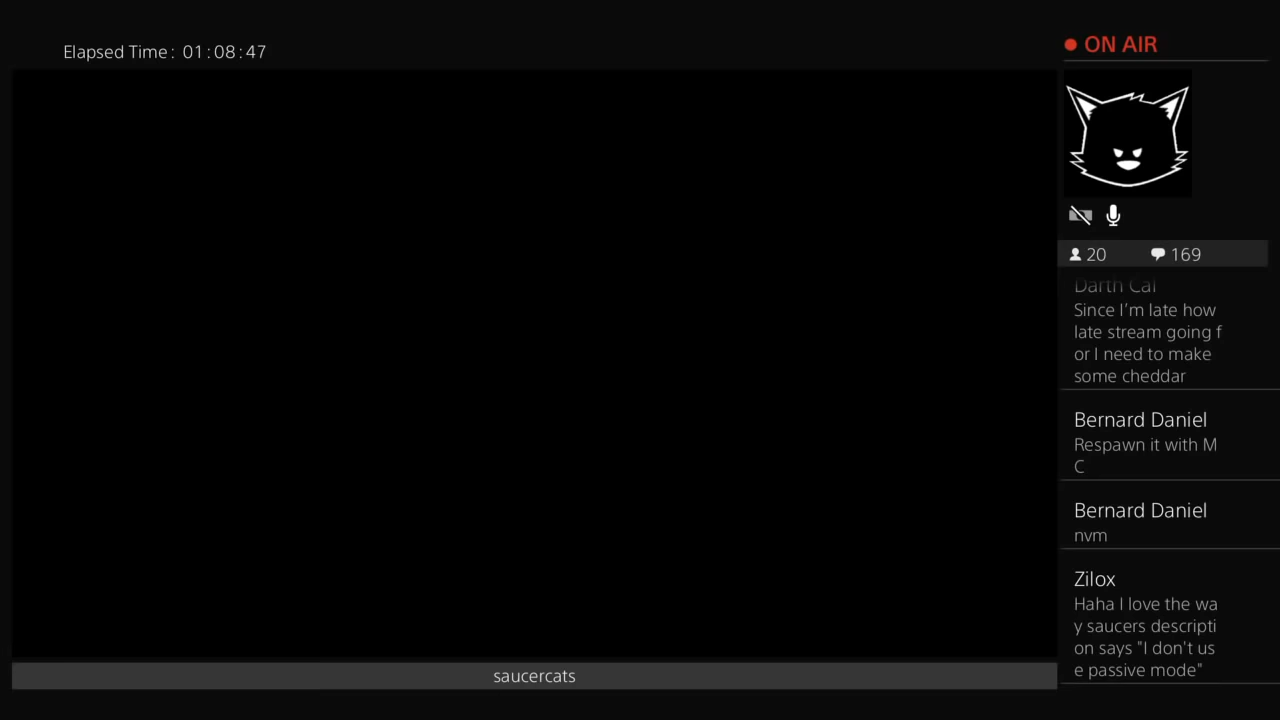 Elapsed Time: 01:08:47
ON AIR
20 169
Darth Cal
Since I'm late how
late stream going f
or I need to make
some cheddar
Bernard Daniel
Respawn it with M
C
Bernard Daniel
nvm
Zilox
Haha I love the wa
y saucers descripti
on says "I don't us
e passive mode"
saucercats